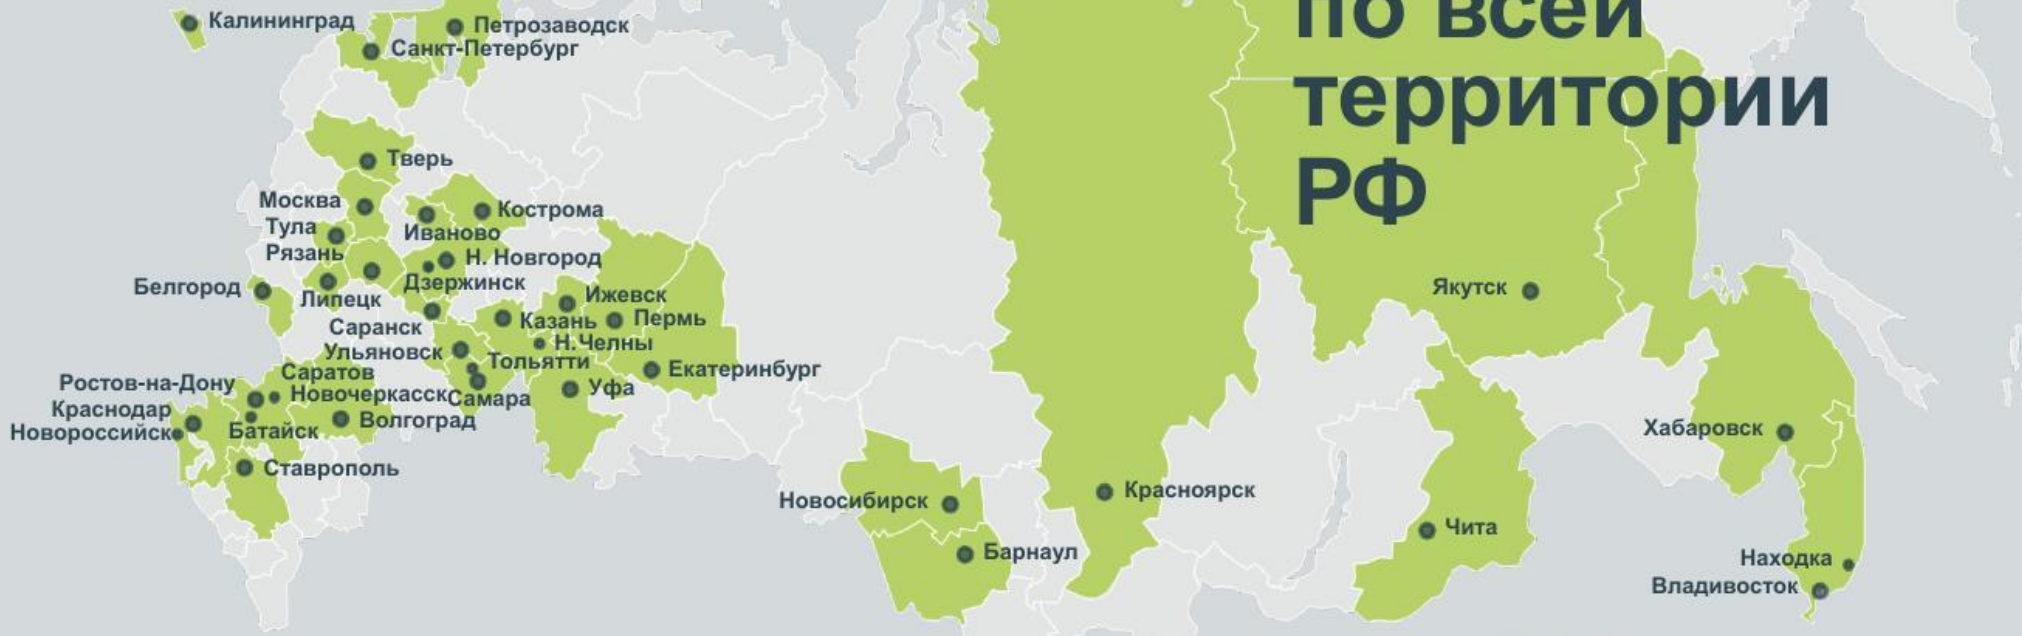 по всей
территории
РФ
Калининград
Петрозаводск
Санкт-Петербург
Тверь
Москва
Кострома
Тула
Иваново
Рязань
Н. Новгород
Дзержинск
Белгород
Липецк
Ижевск
Саранск
Казань
Пермь
Н.Челны
Ульяновск
Тольятти
Екатеринбург
Саратов
Ростов-на-Дону
Новочеркасск
Самара
Уфа
Краснодар
Новороссийск
Батайск
Волгоград
Ставрополь
Якутск
Хабаровск
Новосибирск
Красноярск
Барнаул
Чита
Находка
Владивосток